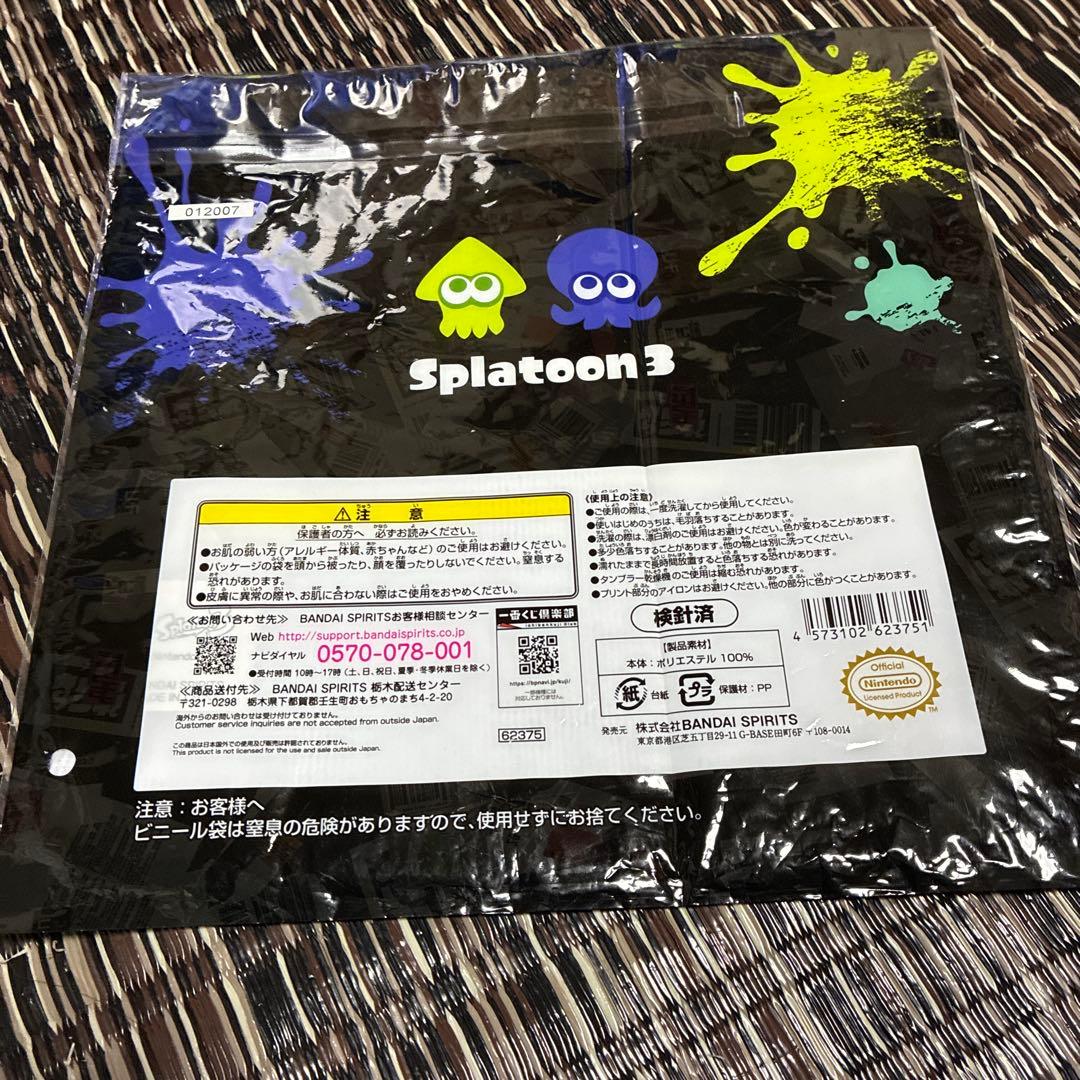 012007
Splatoon3
⚠注 意
保護者の方へ 必ずお読みください。
●お肌の弱い方(アレルギー体質、赤ちゃんなど)のご使用はお避けください。
●パッケージの袋を頭から被ったり、顔を覆ったりしないでください。窒息する
恐れがあります。
●皮膚に異常の際や、お肌に合わない際はご使用をおやめください。
≪お問い合わせ先≫ BANDAI SPIRITSお客様相談センター
Web http://support.bandaispirits.co.jp
ナビダイヤル 0570-078-001
●受付時間 10時〜17時(土、日、祝日、夏季・冬季休業日を除く)
≪商品送付先≫ BANDAI SPIRITS 栃木配送センター
〒321-0298 栃木県下都賀郡壬生町おもちゃのまち4-2-20
海外からのお問い合わせは受け付けておりません。
Customer service inquiries are not accepted from outside Japan.
この商品は日本国外での使用及び販売は許諾されておりません。
This product is not licensed for the use and sale outside Japan.
一番くじ倶楽部
ichibankuji club
https://bpnavi.jp/kuji/
一部機種には
対応しておりません。
62375
《使用上の注意》
●ご使用の際は、一度洗濯してから使用してください。
●使いはじめのうちは、毛羽落ちすることがあります。
●洗濯の際は、漂白剤のご使用はお避けください。色が変わることがあります。
●多少色落ちすることがあります。他の物とは別に洗ってください。
●濡れたままで長時間放置すると色落ちする恐れがあります。
●タンブラー乾燥機のご使用は縮む恐れがあります。
●プリント部分のアイロンはお避けください。他の部分に色がつくことがあります。
検針済
【製品素材】
本体:ポリエステル 100%
紙 台紙 プラ 保護材:PP
発売元 株式会社BANDAI SPIRITS
東京都港区芝五丁目29-11 G-BASE田町6F 〒108-0014
4 573102 623751
Official
Nintendo
Licensed Product
TM
注意:お客様へ
ビニール袋は窒息の危険がありますので、使用せずにお捨てください。